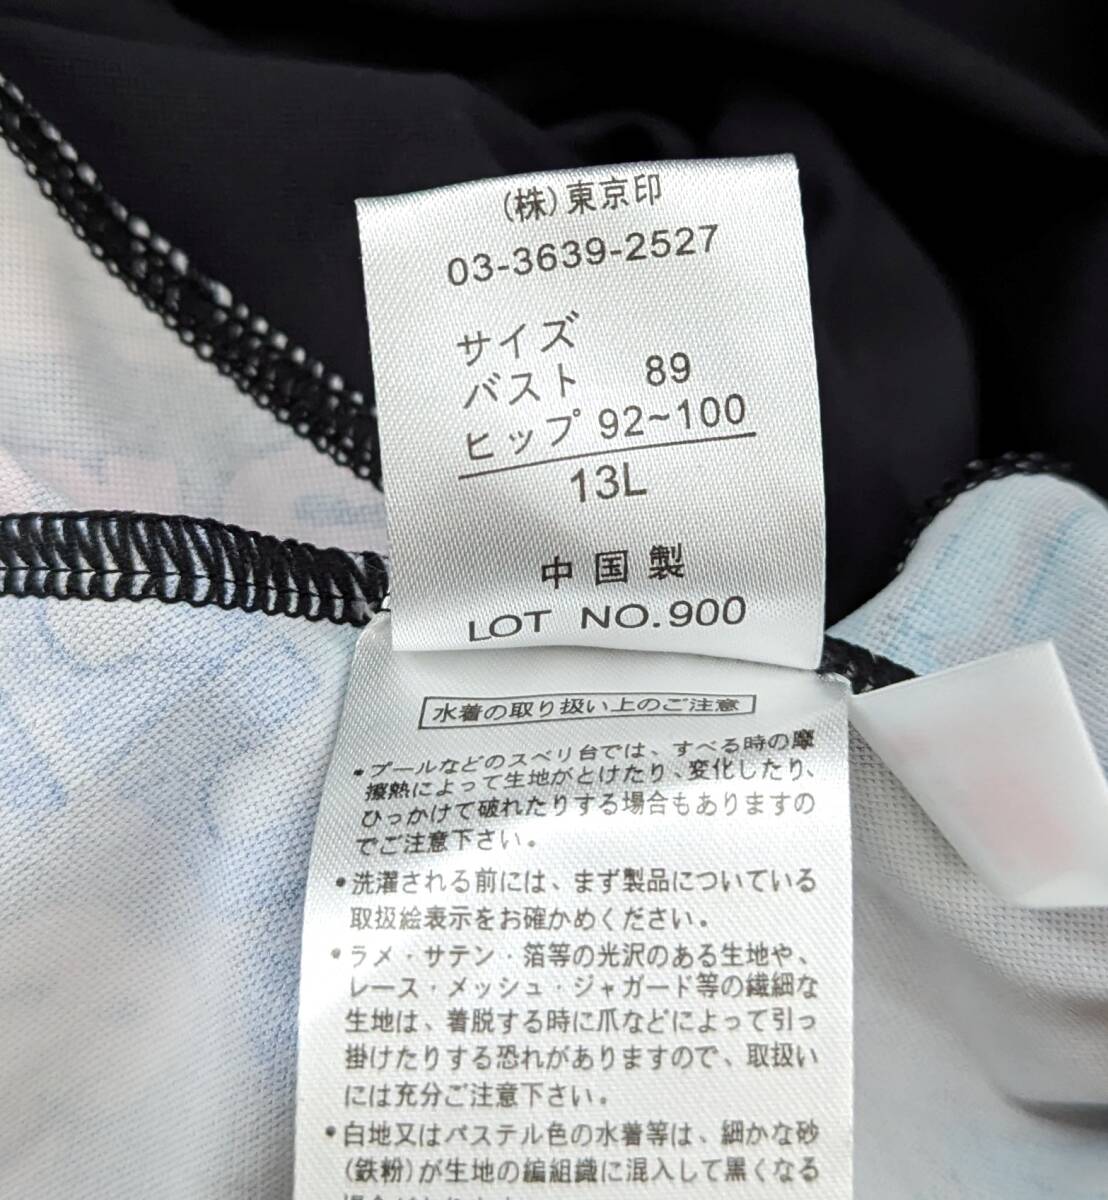 (株)東京印
03-3639-2527
サイズ
バスト 89
ヒップ 92~100
13L
中国製
LOT NO.900
水着の取り扱い上のご注意
•プールなどのスベリ台では、すべる時の摩
擦熱によって生地がとけたり、変化したり、
ひっかけて破れたりする場合もありますの
でご注意下さい。
•洗濯される前には、まず製品についている
取扱絵表示をお確かめください。
•ラメ・サテン・箔等の光沢のある生地や、
レース・メッシュ・ジャガード等の繊細な
生地は、着脱する時に爪などによって引っ
掛けたりする恐れがありますので、取扱い
には充分ご注意下さい。
•白地又はパステル色の水着等は、細かな砂
(鉄粉)が生地の編組織に混入して黒くなる